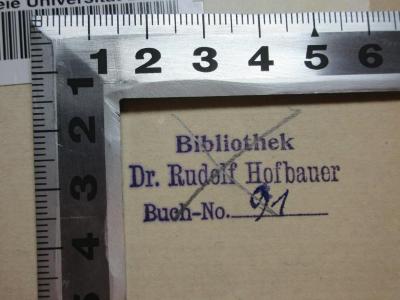 eie Universität
1 2 3 4 5 6
Bibliothek
Dr. Rudolf Hofbauer
Buch-No. 91
1
2
3
4
5